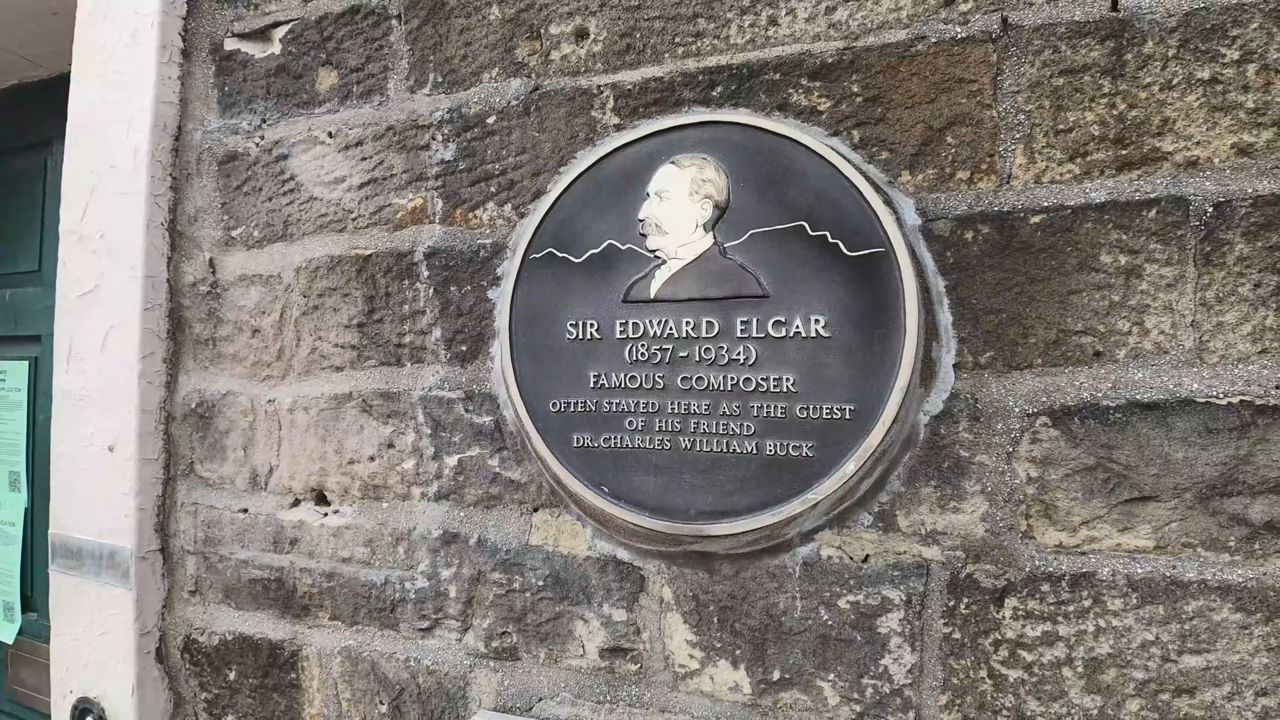 SIR EDWARD ELGAR
(1857-1934)
FAMOUS COMPOSER
OFTEN STAYED HERE AS THE GUEST
OF HIS FRIEND
DR. CHARLES WILLIAM BUCK